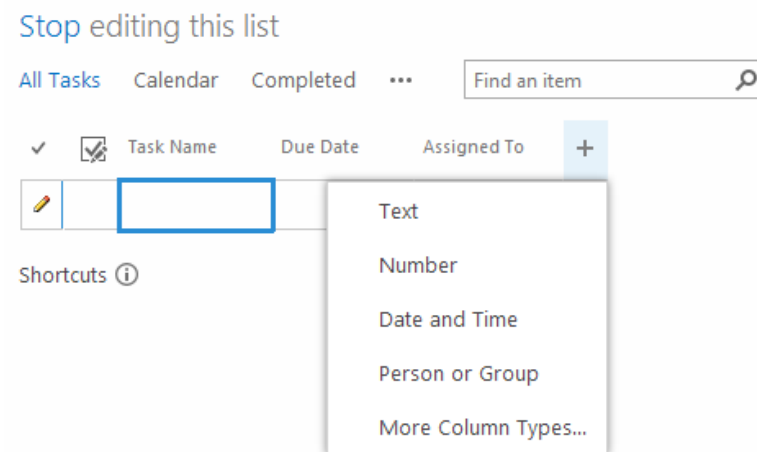 Stop editing this list
All Tasks Calendar Completed ••• Find an item
Task Name Due Date Assigned To +
Text
Number
Shortcuts
Date and Time
Person or Group
More Column Types...